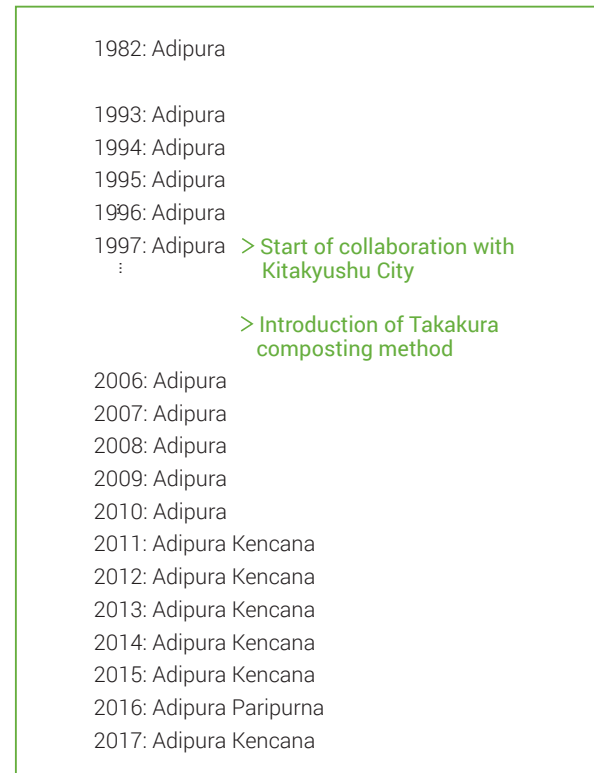 1982: Adipura
1993: Adipura
1994: Adipura
1995: Adipura
1996: Adipura
1997: Adipura > Start of collaboration with
Kitakyushu City
⋮
> Introduction of Takakura
composting method
2006: Adipura
2007: Adipura
2008: Adipura
2009: Adipura
2010: Adipura
2011: Adipura Kencana
2012: Adipura Kencana
2013: Adipura Kencana
2014: Adipura Kencana
2015: Adipura Kencana
2016: Adipura Paripurna
2017: Adipura Kencana